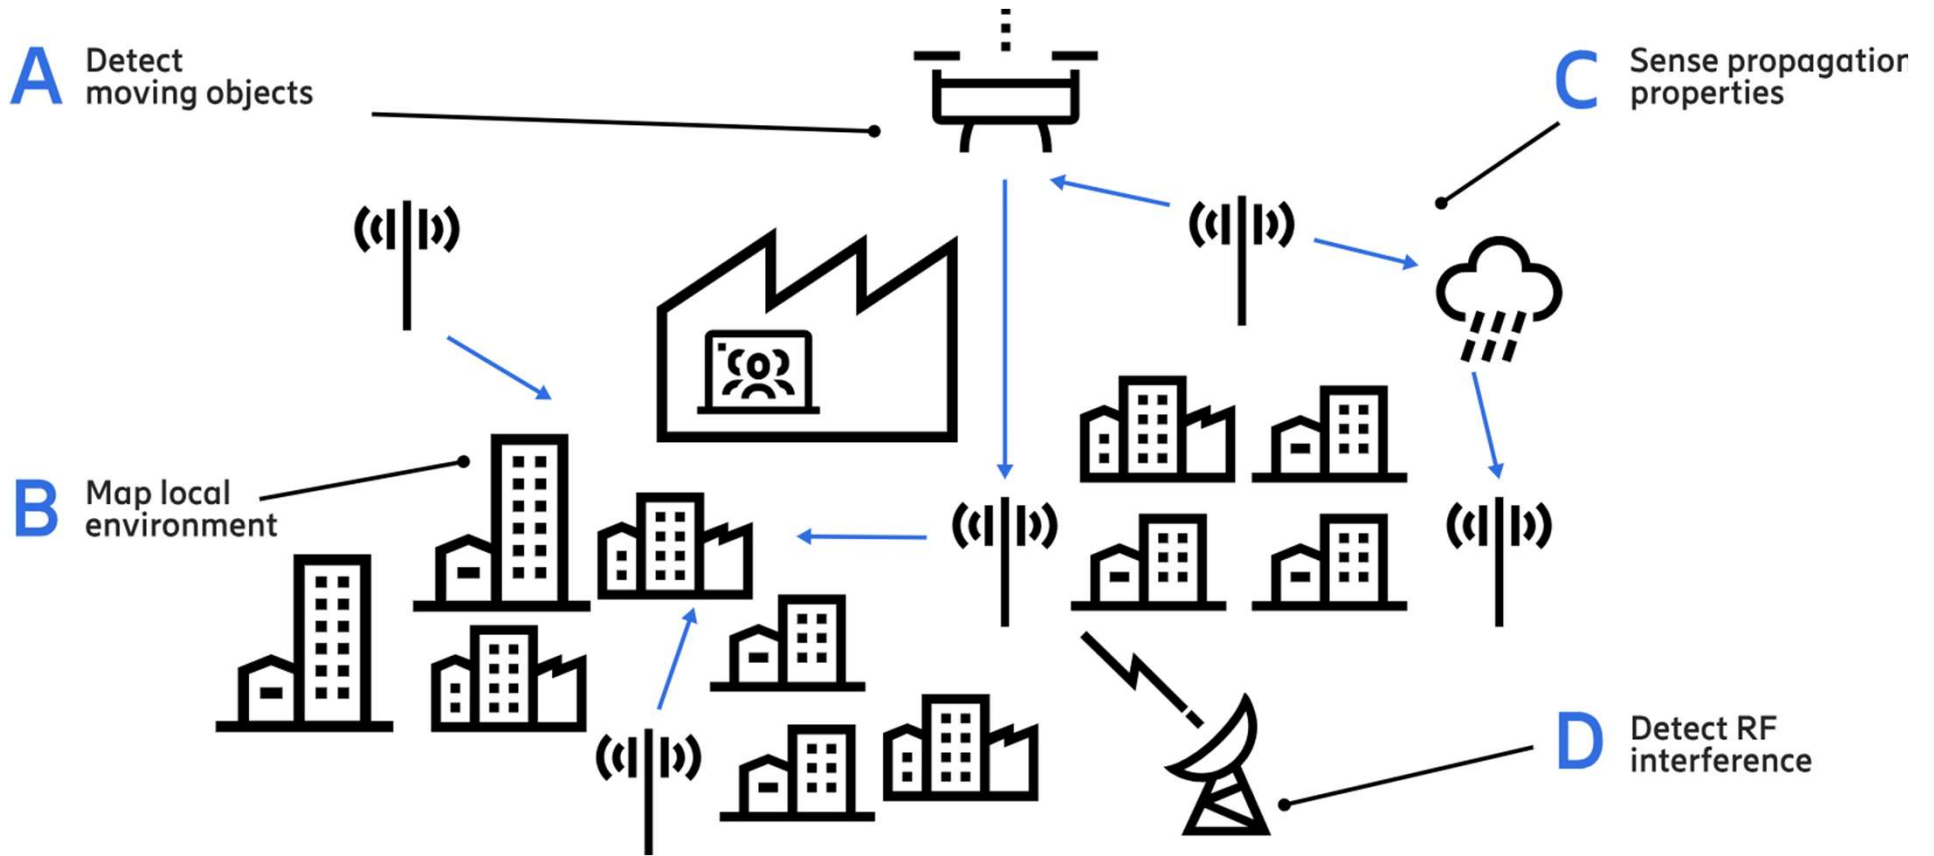 A
Detect
moving objects
B
Map local
environment
C
Sense propagation
properties
D
Detect RF
interference